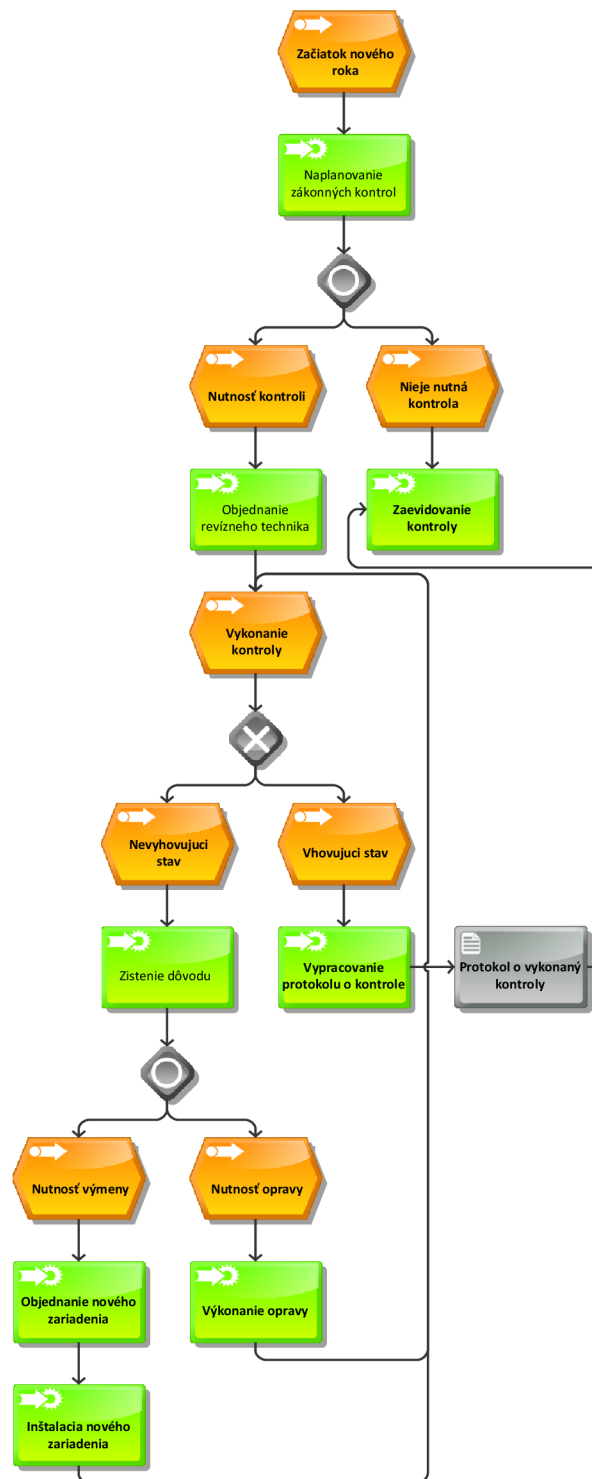 Začiatok nového
roka
Naplanovanie
zákonných kontrol
Nutnosť kontroli
Nieje nutná
kontrola
Objednanie
revízneho technika
Zaevidovanie
kontroly
Vykonanie
kontroly
Nevyhovujuci
stav
Vhovujuci stav
Zistenie dôvodu
Vypracovanie
protokolu o kontrole
Protokol o vykonaný
kontroly
Nutnosť výmeny
Nutnosť opravy
Objednanie nového
zariadenia
Výkonanie opravy
Inštalacia nového
zariadenia